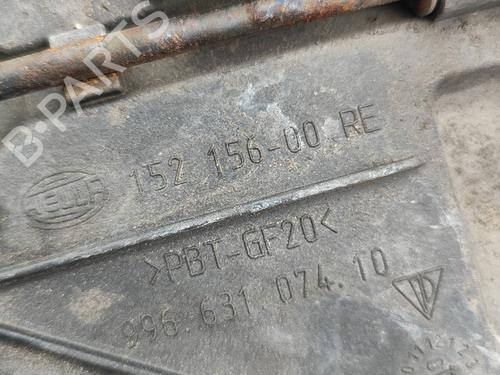 B-PARTS
HELLA
152 156-00 RE
>PBT-GF20<
996.631.074.10